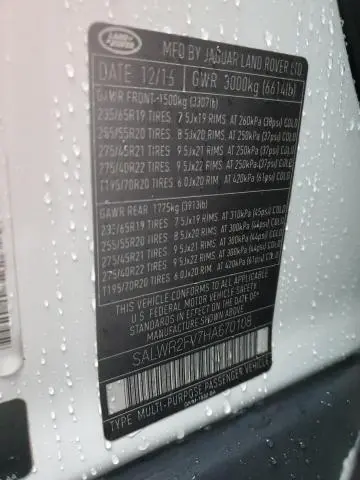 LAND ROVER
MFD BY JAGUAR LAND ROVER LTD
DATE 12/16 GWR 3000kg (6614lb)
GAWR FRONT-1500kg (3307lb)
235/65R19 TIRES 7.5Jx19 RIMS AT 260kPa (38psi) COLD
255/55R20 TIRES 8.5Jx20 RIMS AT 250kPa (37psi) COLD
275/45R21 TIRES 9.5Jx21 RIMS AT 250kPa (37psi) COLD
275/40R22 TIRES 9.5Jx22 RIMS AT 250kPa (37psi) COLD
T195/70R20 TIRES 6.0Jx20 RIM, AT 420kPa (61psi) COLD
GAWR REAR 1775kg (3913lb)
235/65R19 TIRES 7.5Jx19 RIMS AT 310kPa (45psi) COLD
255/55R20 TIRES 8.5Jx20 RIMS, AT 300kPa (44psi) COLD
275/45R21 TIRES 9.5Jx21 RIMS, AT 300kPa (44psi) COLD
275/40R22 TIRES 9.5Jx22 RIMS, AT 300kPa (44psi) COLD
T195/70R20 TIRES 6.0Jx20 RIM, AT 420kPa (61psi) COLD
THIS VEHICLE CONFORMS TO ALL APPLICABLE
U.S FEDERAL MOTOR VEHICLE SAFETY AND THEFT
PREVENTION STANDARDS IN EFFECT ON THE DATE OF
MANUFACTURE SHOWN ABOVE
SALWR2FV7HA670108
TYPE: MULTI-PURPOSE PASSENGER VEHICLE